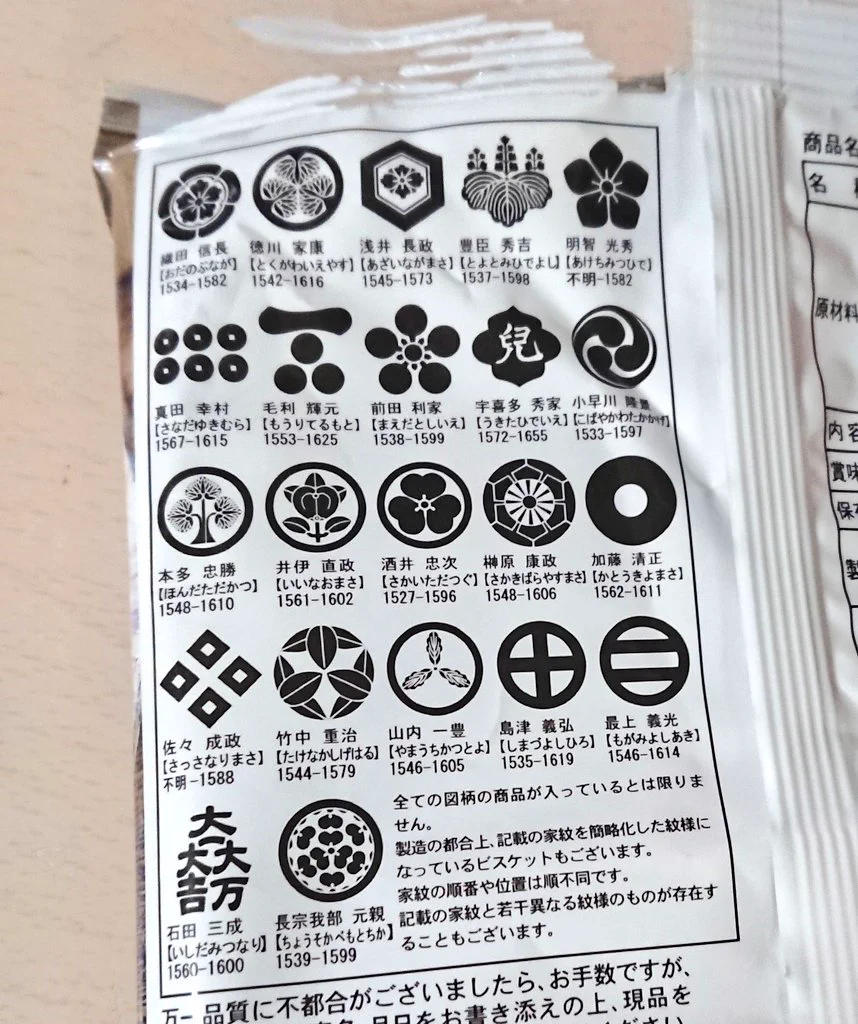 織田 信長
【おだのぶなが】
1534-1582
徳川 家康
【とくがわいえやす】
1542-1616
浅井 長政
【あざいながまさ】
1545-1573
豊臣 秀吉
【とよとみひでよし】
1537-1598
明智 光秀
【あけちみつひで】
不明-1582
真田 幸村
【さなだゆきむら】
1567-1615
毛利 輝元
【もうりてるもと】
1553-1625
前田 利家
【まえだとしいえ】
1538-1599
兒
宇喜多 秀家
【うきたひでいえ】
1572-1655
小早川 隆景
【こばやかわたかかげ】
1533-1597
本多 忠勝
【ほんだただかつ】
1548-1610
井伊 直政
【いいなおまさ】
1561-1602
酒井 忠次
【さかいただつぐ】
1527-1596
榊原 康政
【さかきばらやすまさ】
1548-1606
加藤 清正
【かとうきよまさ】
1562-1611
佐々 成政
【さっさなりまさ】
不明-1588
竹中 重治
【たけなかしげはる】
1544-1579
山内 一豊
【やまうちかつとよ】
1546-1605
島津 義弘
【しまづよしひろ】
1535-1619
最上 義光
【もがみよしあき】
1546-1614
大一
大大
吉万
石田 三成
【いしだみつなり】
1560-1600
長宗我部 元親
【ちょうそかべもとちか】
1539-1599
全ての図柄の商品が入っているとは限りま
せん。
製造の都合上、記載の家紋を簡略化した紋様に
なっているビスケットもございます。
家紋の順番や位置は順不同です。
記載の家紋と若干異なる紋様のものが存在す
ることもございます。
万一品質に不都合がございましたら、お手数ですが、
月日をお書き添えの上、現品を
商品名
名
原材料
内容
賞味
保存
製